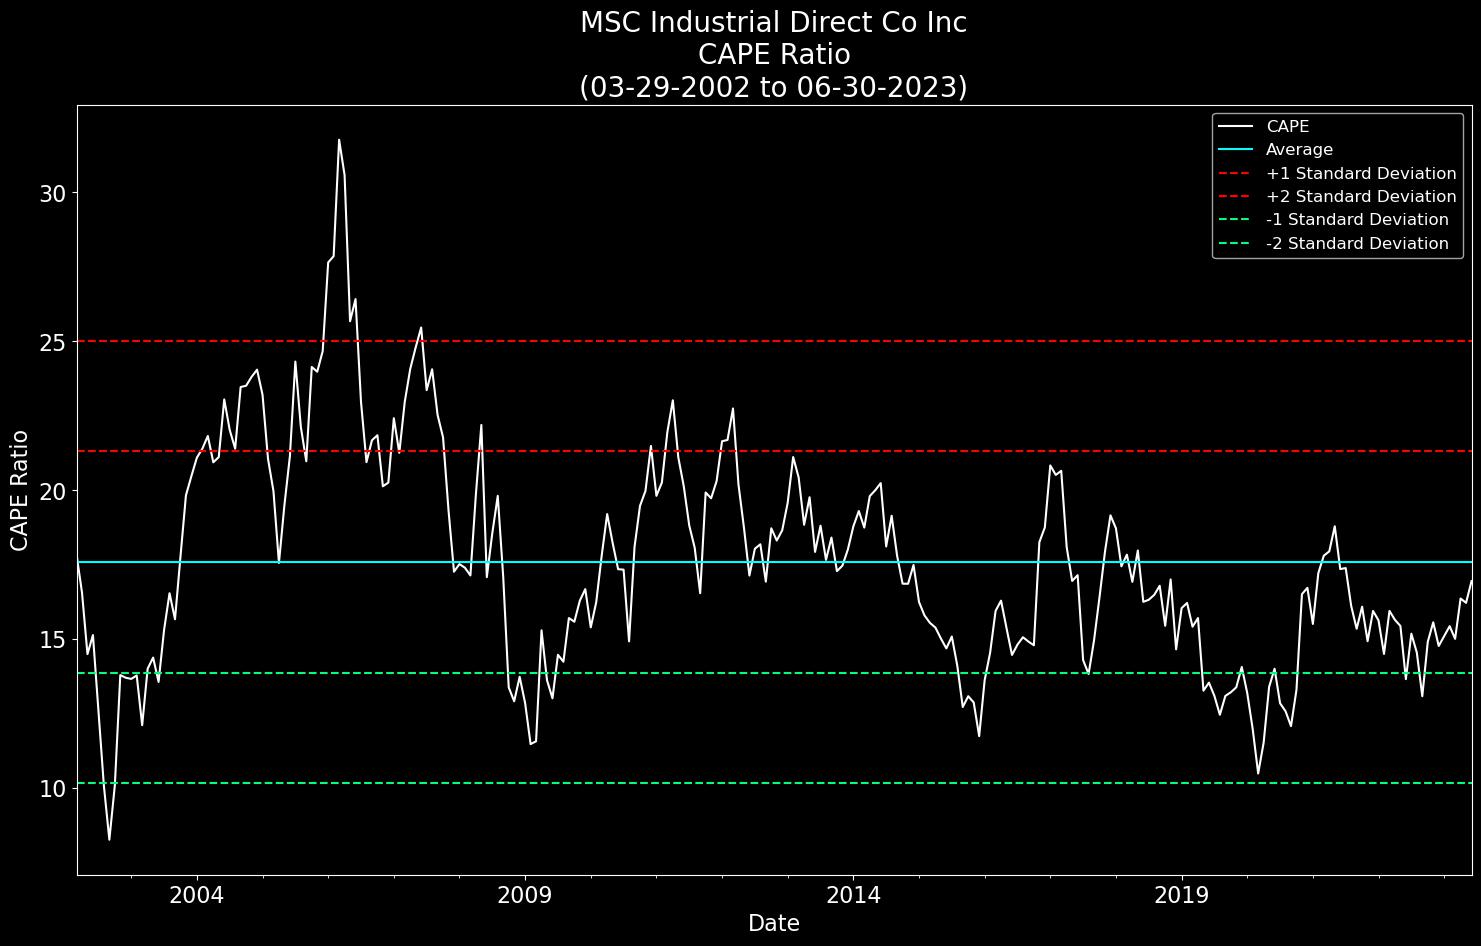 MSC Industrial Direct Co Inc
CAPE Ratio
(03-29-2002 to 06-30-2023)
CAPE
Average
+1 Standard Deviation
+2 Standard Deviation
-1 Standard Deviation
-2 Standard Deviation
CAPE Ratio
30
25
20
15
10
2004
2009
2014
2019
Date